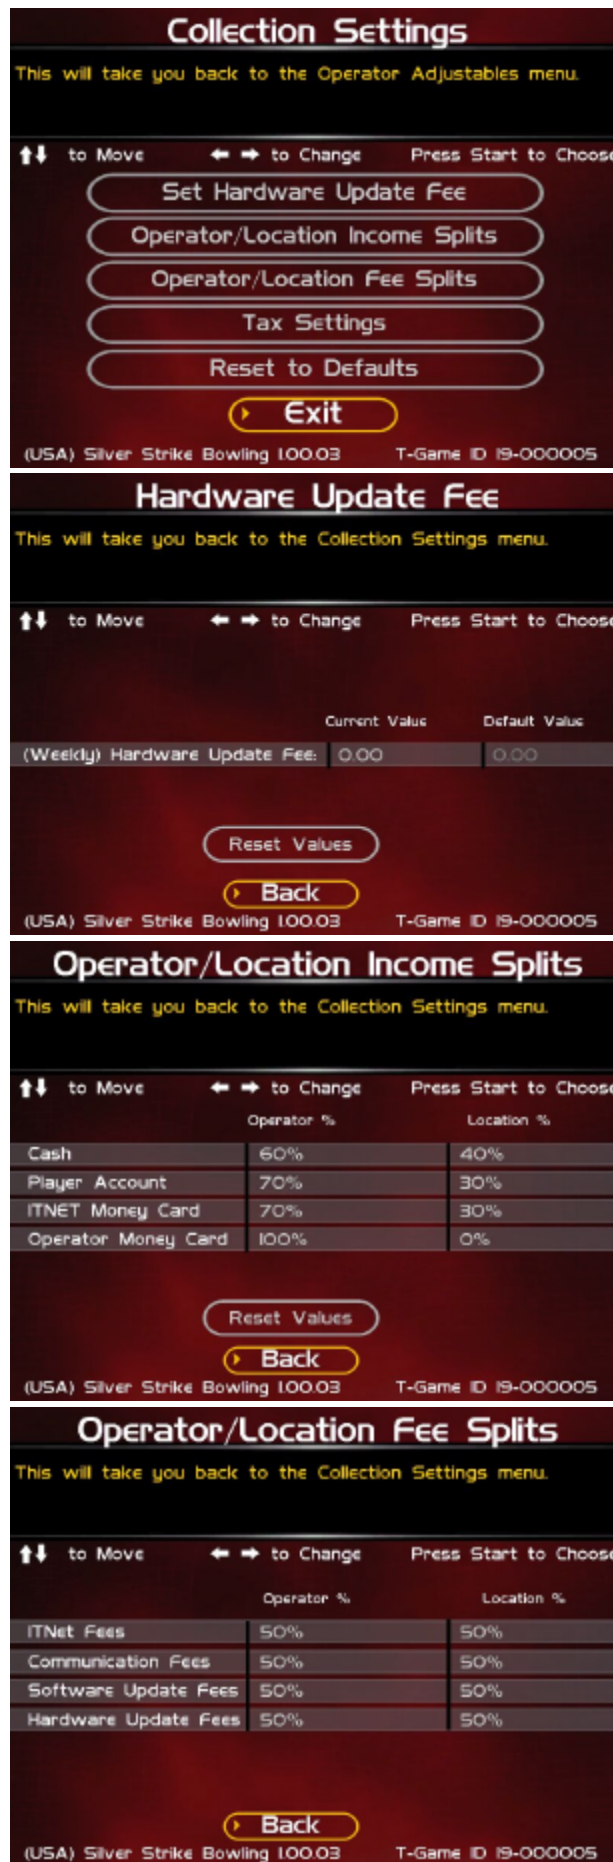 Collection Settings
This will take you back to the Operator Adjustables menu.
↑↓ to Move ← → to Change Press Start to Choose
Set Hardware Update Fee
Operator/Location Income Splits
Operator/Location Fee Splits
Tax Settings
Reset to Defaults
Exit
(USA) Silver Strike Bowling 1.00.03 T-Game ID 19-000005
Hardware Update Fee
This will take you back to the Collection Settings menu.
↑↓ to Move ← → to Change Press Start to Choose
Current Value Default Value
(Weekly) Hardware Update Fee: 0.00 0.00
Reset Values
Back
(USA) Silver Strike Bowling 1.00.03 T-Game ID 19-000005
Operator/Location Income Splits
This will take you back to the Collection Settings menu.
↑↓ to Move ← → to Change Press Start to Choose
Operator % Location %
Cash 60% 40%
Player Account 70% 30%
ITNET Money Card 70% 30%
Operator Money Card 100% 0%
Reset Values
Back
(USA) Silver Strike Bowling 1.00.03 T-Game ID 19-000005
Operator/Location Fee Splits
This will take you back to the Collection Settings menu.
↑↓ to Move ← → to Change Press Start to Choose
Operator % Location %
ITNet Fees 50% 50%
Communication Fees 50% 50%
Software Update Fees 50% 50%
Hardware Update Fees 50% 50%
Back
(USA) Silver Strike Bowling 1.00.03 T-Game ID 19-000005